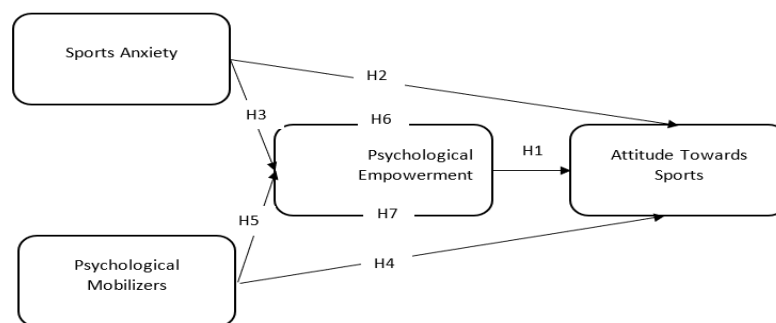 Sports Anxiety
H2
H3
H6
Psychological
Empowerment
H1
Attitude Towards
Sports
H7
H5
Psychological
Mobilizers
H4